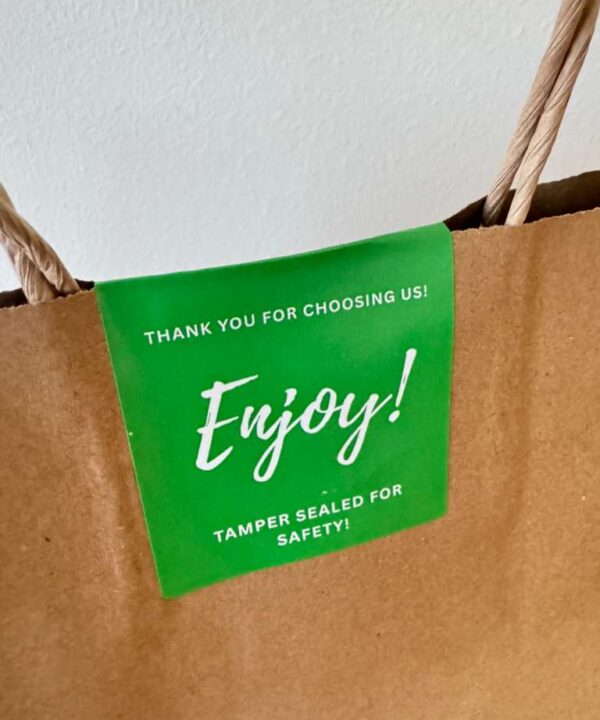 THANK YOU FOR CHOOSING US!
Enjoy!
TAMPER SEALED FOR
SAFETY!